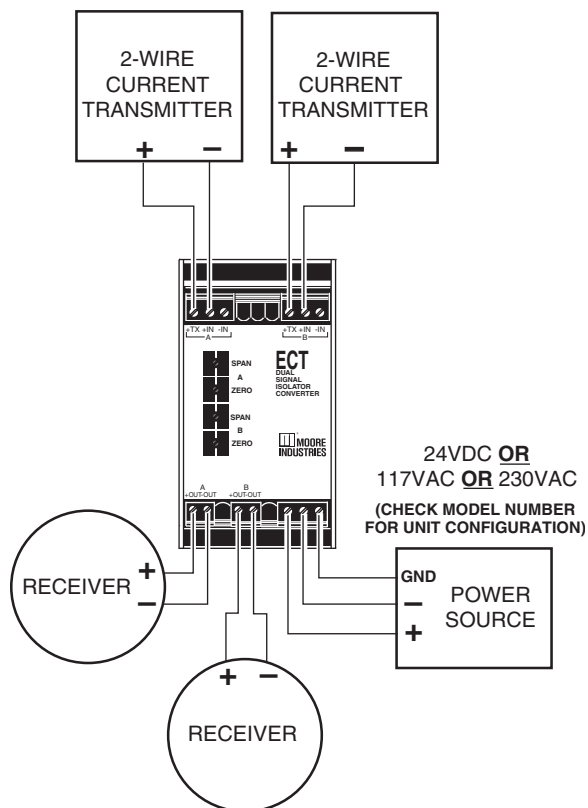 2-WIRE
CURRENT
TRANSMITTER
+ −
2-WIRE
CURRENT
TRANSMITTER
+ −
+TX +IN -IN
A
+TX +IN -IN
B
SPAN
A
ZERO
SPAN
B
ZERO
ECT
DUAL
SIGNAL
ISOLATOR
CONVERTER
MOORE
INDUSTRIES
A
+OUT-OUT
B
+OUT-OUT
24VDC OR
117VAC OR 230VAC
(CHECK MODEL NUMBER
FOR UNIT CONFIGURATION)
RECEIVER
+
−
GND
−
+
POWER
SOURCE
+ −
RECEIVER